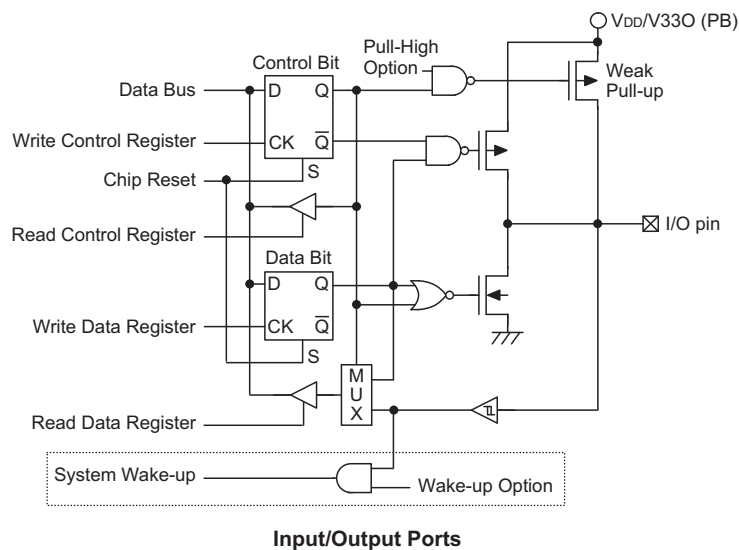 VDD/V33O (PB)
Control Bit
Pull-High
Option
Weak
Pull-up
Data Bus
D
Q
Write Control Register
CK
Q
S
Chip Reset
Read Control Register
I/O pin
Data Bit
D
Q
Write Data Register
CK
Q
S
M
U
X
Read Data Register
System Wake-up
Wake-up Option
Input/Output Ports